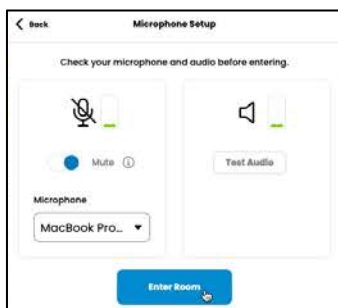 Back
Microphone Setup
Check your microphone and audio before entering.
Mute
Test Audio
Microphone
MacBook Pro...
Enter Room